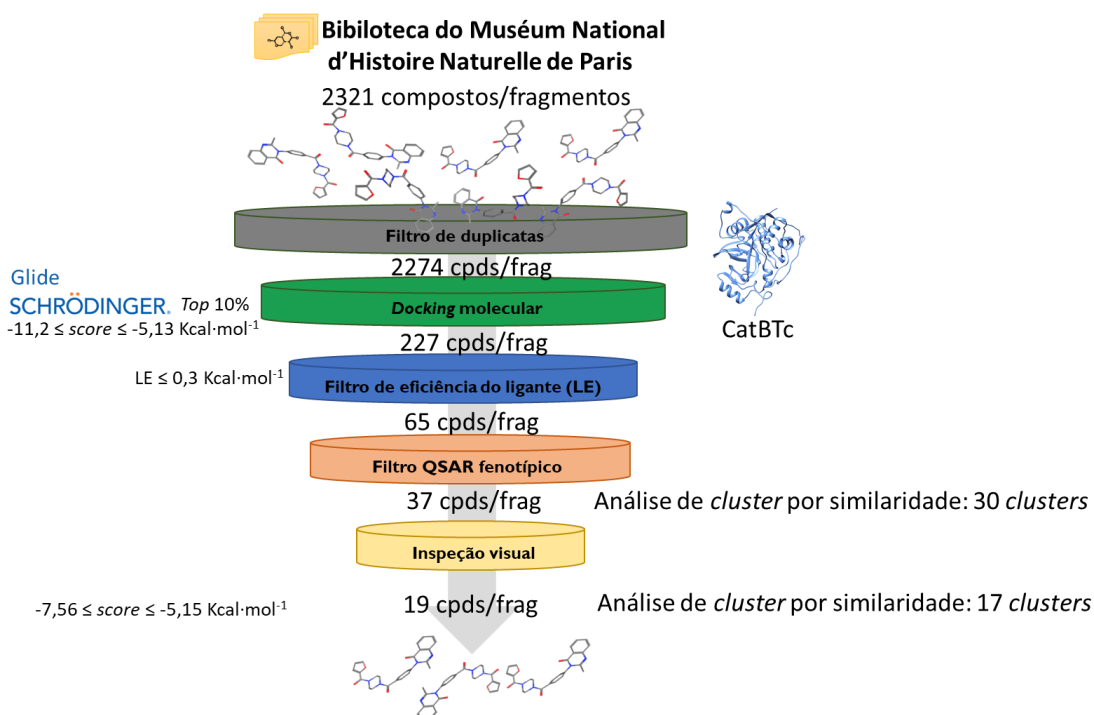 Bibiloteca do Muséum National
d’Histoire Naturelle de Paris
2321 compostos/fragmentos
Filtro de duplicatas
2274 cpds/frag
Glide
SCHRÖDINGER.
Top 10%
-11,2 ≤ score ≤ -5,13 Kcal·mol⁻¹
Docking molecular
CatBTc
227 cpds/frag
LE ≤ 0,3 Kcal·mol⁻¹
Filtro de eficiência do ligante (LE)
65 cpds/frag
Filtro QSAR fenotípico
37 cpds/frag
Análise de cluster por similaridade: 30 clusters
Inspeção visual
-7,56 ≤ score ≤ -5,15 Kcal·mol⁻¹
19 cpds/frag
Análise de cluster por similaridade: 17 clusters